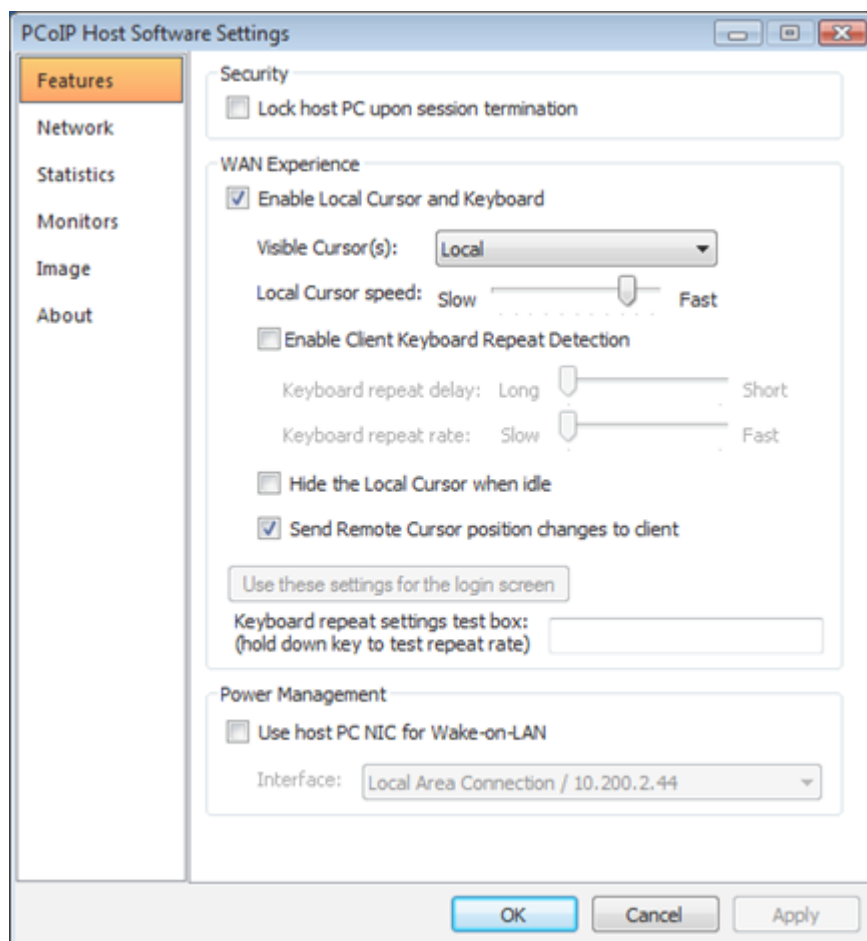 PCoIP Host Software Settings
Features
Network
Statistics
Monitors
Image
About
Security
Lock host PC upon session termination
WAN Experience
Enable Local Cursor and Keyboard
Visible Cursor(s): Local
Local Cursor speed: Slow Fast
Enable Client Keyboard Repeat Detection
Keyboard repeat delay: Long Short
Keyboard repeat rate: Slow Fast
Hide the Local Cursor when idle
Send Remote Cursor position changes to client
Use these settings for the login screen
Keyboard repeat settings test box:
(hold down key to test repeat rate)
Power Management
Use host PC NIC for Wake-on-LAN
Interface: Local Area Connection / 10.200.2.44
OK Cancel Apply